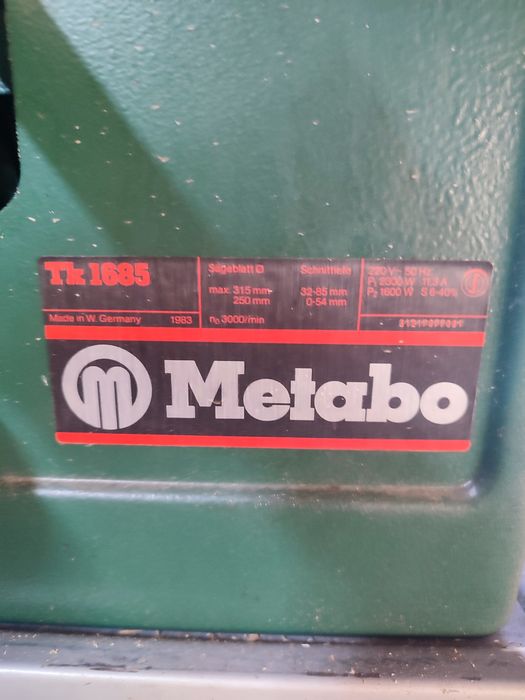 Tk 1685
Sägeblatt Ø
max. 315 mm
250 mm
n₀ 3000/min
Schnittiefe
32-85 mm
0-54 mm
220 V~ 50 Hz
P₁ 2300 W 11,3 A
P₂ 1600 W S 6-40%
Made in W. Germany 1983
Metabo